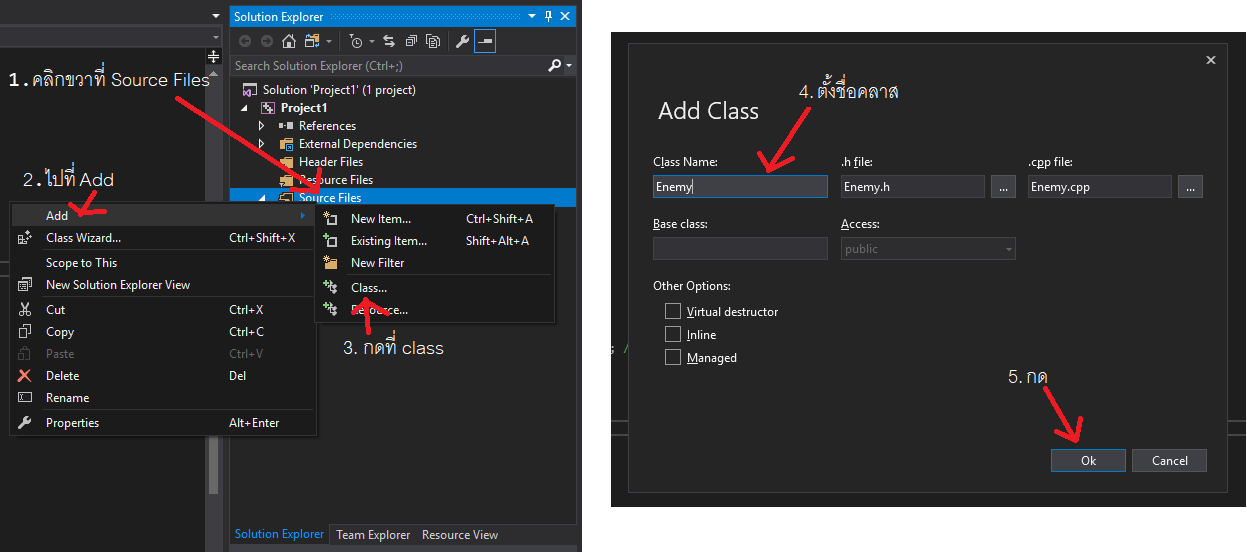 Solution Explorer
Search Solution Explorer (Ctrl+;)
1.คลิกขวาที่ Source Files
Solution 'Project1' (1 project)
Project1
References
External Dependencies
Header Files
Resource Files
Source Files
2.ไปที่ Add
Add
Class Wizard... Ctrl+Shift+X
Scope to This
New Solution Explorer View
Cut Ctrl+X
Copy Ctrl+C
Paste Ctrl+V
Delete Del
Rename
Properties Alt+Enter
New Item... Ctrl+Shift+A
Existing Item... Shift+Alt+A
New Filter
Class...
Resource...
3. กดที่ class
Solution Explorer Team Explorer Resource View
4. ตั้งชื่อคลาส
Add Class
Class Name: .h file: .cpp file:
Enemy Enemy.h ... Enemy.cpp ...
Base class: Access:
public
Other Options:
Virtual destructor
Inline
Managed
; /
5. กด
Ok Cancel